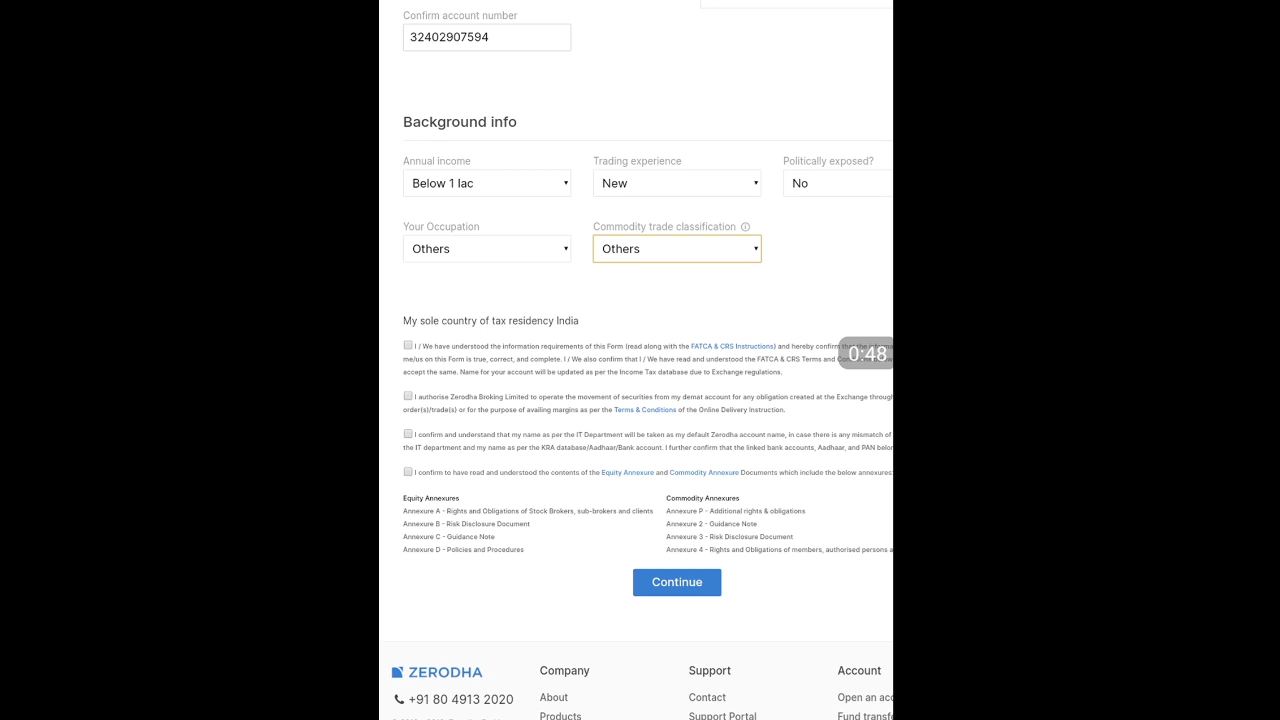 Confirm account number
32402907594
Background info
Annual income
Trading experience
Politically exposed?
Below 1 lac
New
No
Your Occupation
Commodity trade classification
Others
Others
My sole country of tax residency India
I / We have understood the information requirements of this Form (read along with the FATCA & CRS Instructions) and hereby confirm
0:48
me/us on this Form is true, correct, and complete. I / We also confirm that I / We have read and understood the FATCA & CRS Terms and
accept the same. Name for your account will be updated as per the Income Tax database due to Exchange regulations.
I authorise Zerodha Broking Limited to operate the movement of securities from my demat account for any obligation created at the Exchange through
order(s)/trade(s) or for the purpose of availing margins as per the Terms & Conditions of the Online Delivery Instruction.
I confirm and understand that my name as per the IT Department will be taken as my default Zerodha account name, in case there is any mismatch of
the IT department and my name as per the KRA database/Aadhaar/Bank account. I further confirm that the linked bank accounts, Aadhaar, and PAN
I confirm to have read and understood the contents of the Equity Annexure and Commodity Annexure Documents which include the below annexures:
Equity Annexures
Commodity Annexures
Annexure A - Rights and Obligations of Stock Brokers, sub-brokers and clients
Annexure P - Additional rights & obligations
Annexure B - Risk Disclosure Document
Annexure 2 - Guidance Note
Annexure C - Guidance Note
Annexure 3 - Risk Disclosure Document
Annexure D - Policies and Procedures
Annexure 4 - Rights and Obligations of members, authorised persons
Continue
ZERODHA
Company
Support
Account
+91 80 4913 2020
About
Contact
Open an
Products
Support Portal
Fund